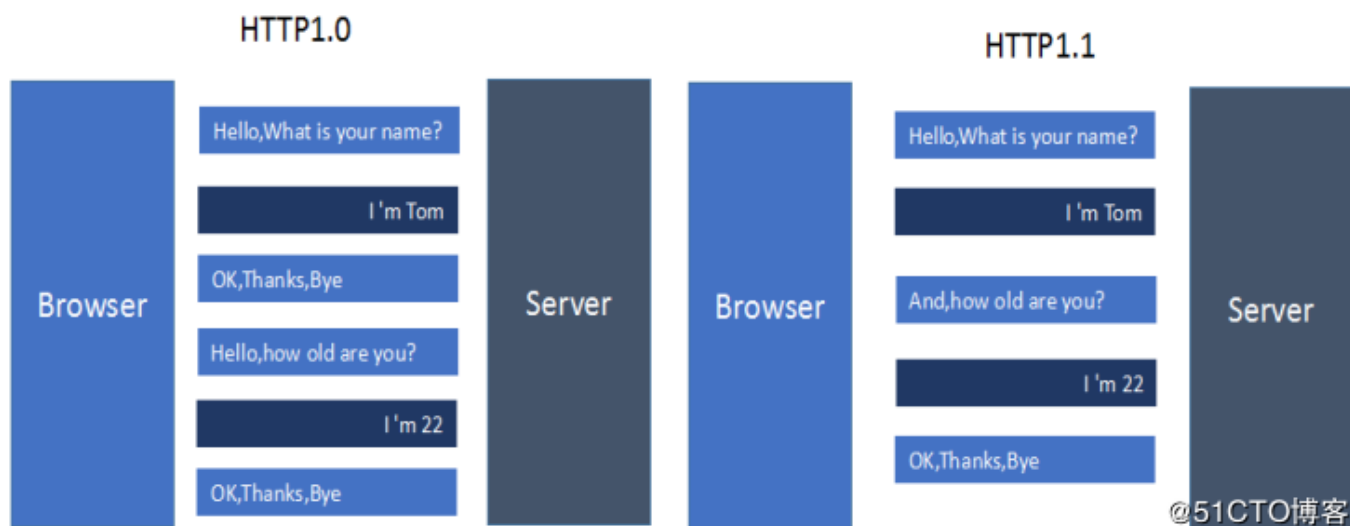 HTTP1.0
Browser
Hello,What is your name?
I 'm Tom
OK,Thanks,Bye
Hello,how old are you?
I 'm 22
OK,Thanks,Bye
Server
HTTP1.1
Browser
Hello,What is your name?
I 'm Tom
And,how old are you?
I 'm 22
OK,Thanks,Bye
Server
@51CTO博客